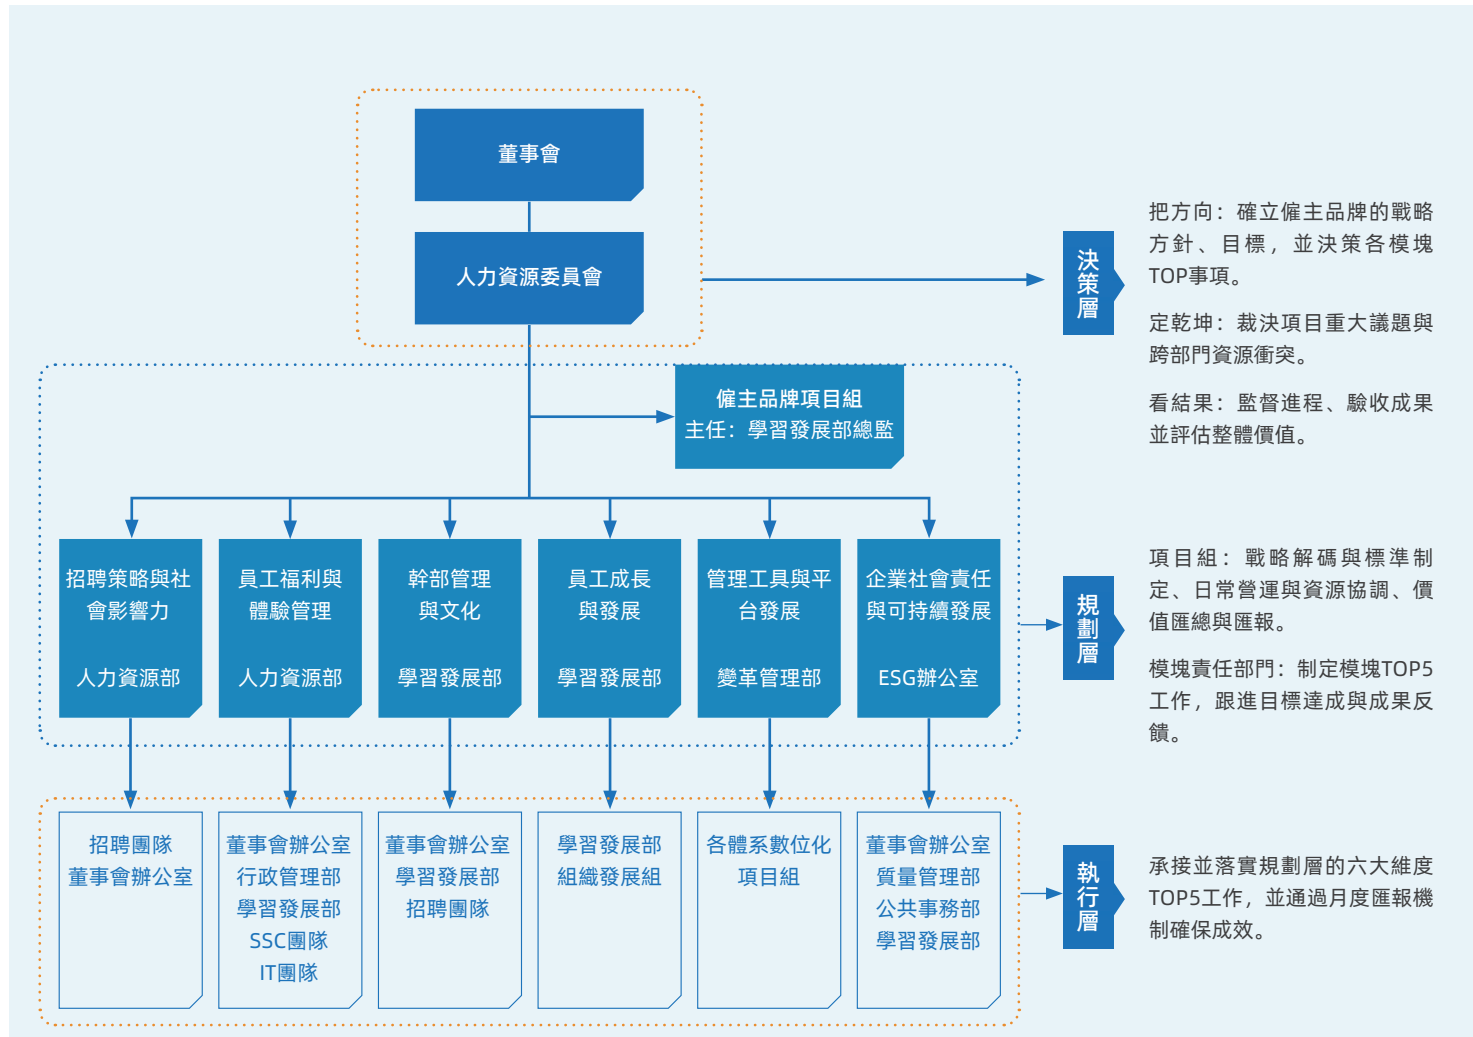 董事會
人力資源委員會
決策層
把方向：確立僱主品牌的戰略
方針、目標，並決策各模塊
TOP事項。
定乾坤：裁決項目重大議題與
跨部門資源衝突。
看結果：監督進程、驗收成果
並評估整體價值。
僱主品牌項目組
主任：學習發展部總監
招聘策略與社
會影響力
人力資源部
員工福利與
體驗管理
人力資源部
幹部管理
與文化
學習發展部
員工成長
與發展
學習發展部
管理工具與平
台發展
變革管理部
企業社會責任
與可持續發展
ESG辦公室
規劃層
項目組：戰略解碼與標準制
定、日常營運與資源協調、價
值匯總與匯報。
模塊責任部門：制定模塊TOP5
工作，跟進目標達成與成果反
饋。
招聘團隊
董事會辦公室
董事會辦公室
行政管理部
學習發展部
SSC團隊
IT團隊
董事會辦公室
學習發展部
招聘團隊
學習發展部
組織發展組
各體系數位化
項目組
董事會辦公室
質量管理部
公共事務部
學習發展部
執行層
承接並落實規劃層的六大維度
TOP5工作，並通過月度匯報機
制確保成效。